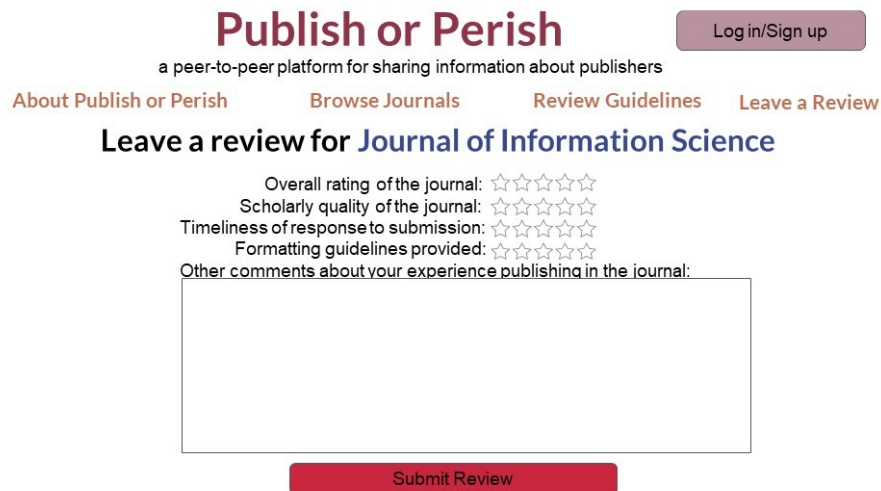 Publish or Perish
Log in/Sign up
a peer-to-peer platform for sharing information about publishers
About Publish or Perish
Browse Journals
Review Guidelines
Leave a Review
Leave a review for Journal of Information Science
Overall rating of the journal:
Scholarly quality of the journal:
Timeliness of response to submission:
Formatting guidelines provided:
Other comments about your experience publishing in the journal:
Submit Review